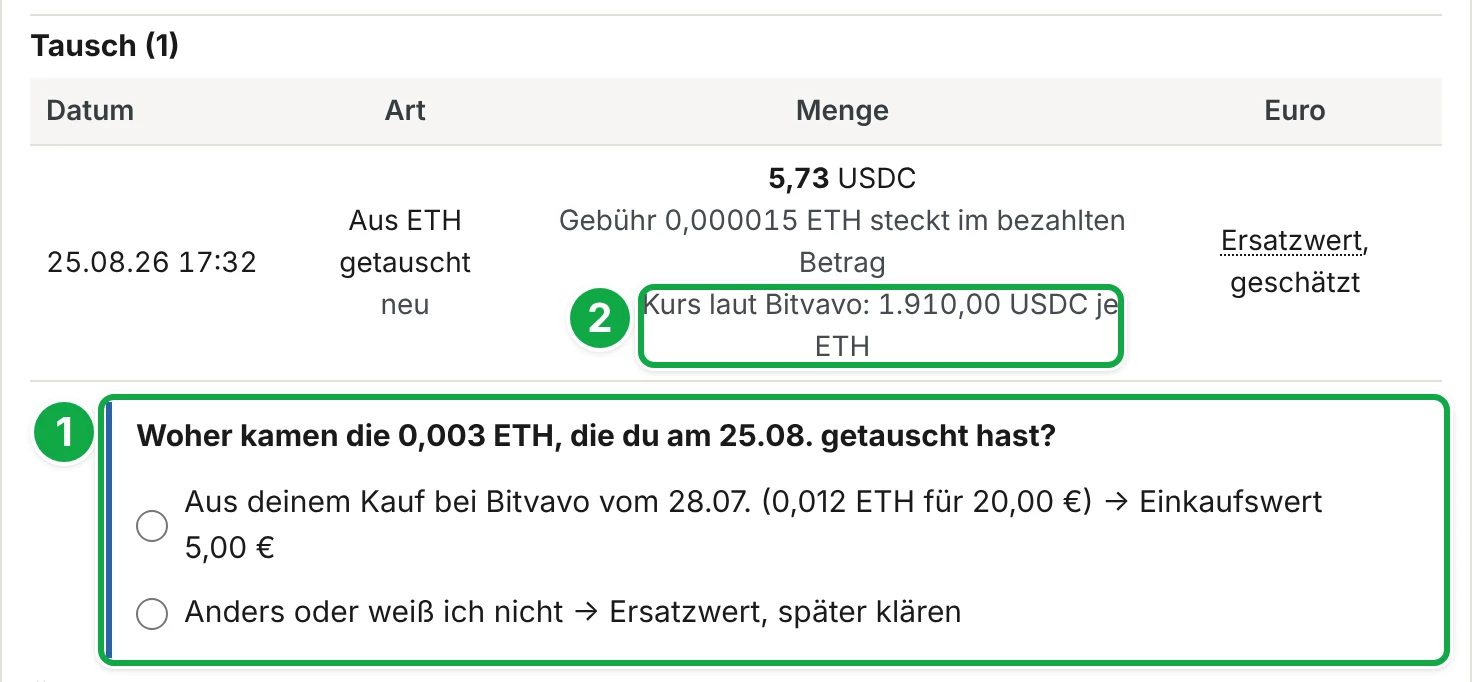 Tausch (1)
Datum Art Menge Euro
5,73 USDC
Aus ETH Gebühr 0,000015 ETH steckt im bezahlten
25.08.26 17:32 getauscht Betrag Ersatzwert,
neu Kurs laut Bitvavo: 1.910,00 USDC je geschätzt
2 ETH
1 Woher kamen die 0,003 ETH, die du am 25.08. getauscht hast?
Aus deinem Kauf bei Bitvavo vom 28.07. (0,012 ETH für 20,00 €) → Einkaufswert
5,00 €
Anders oder weiß ich nicht → Ersatzwert, später klären